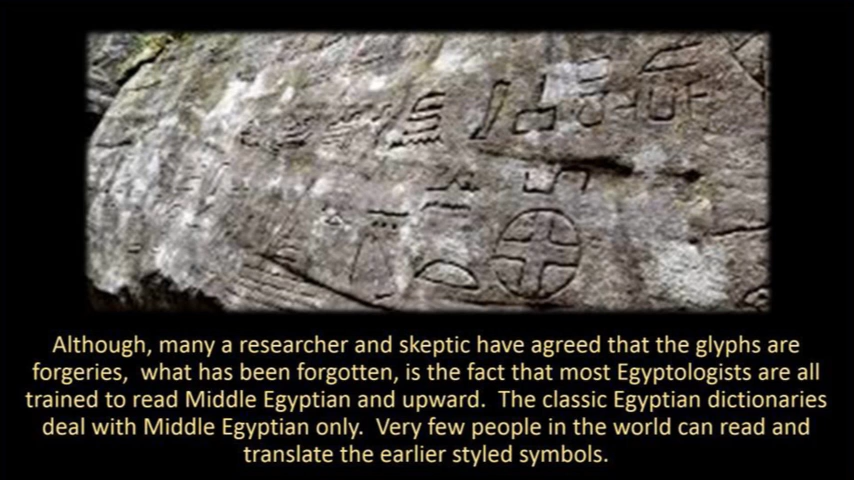 Although, many a researcher and skeptic have agreed that the glyphs are
forgeries,  what has been forgotten, is the fact that most Egyptologists are all
trained to read Middle Egyptian and upward.  The classic Egyptian dictionaries
deal with Middle Egyptian only.  Very few people in the world can read and
translate the earlier styled symbols.